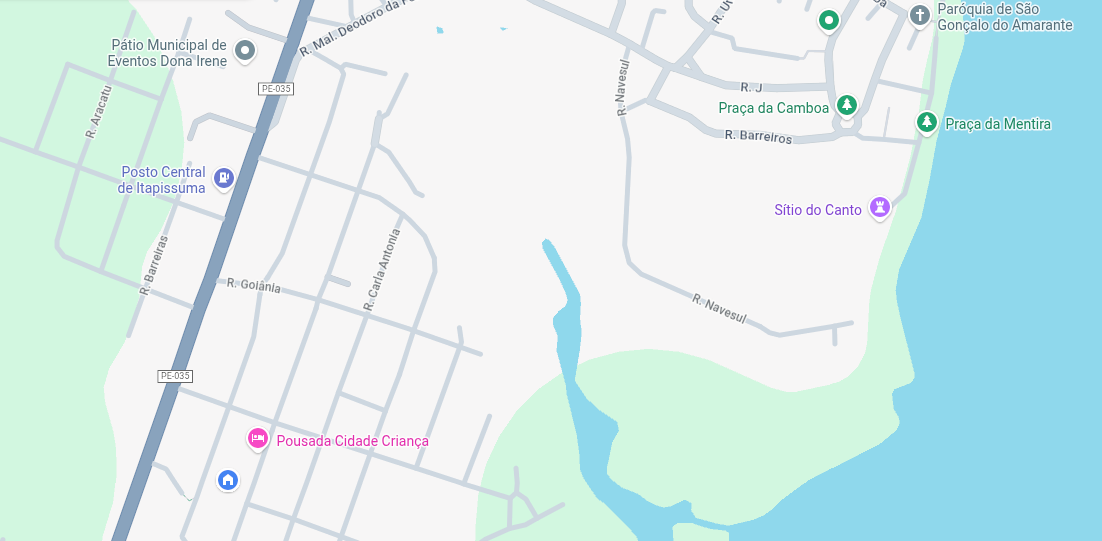 Paróquia de São
Gonçalo do Amarante
Pátio Municipal de
Eventos Dona Irene
R. Mal. Deodoro da
PE-035
R. Aracatu
R. Navesul
R. J
Praça da Camboa
R. Barreiros
Praça da Mentira
Posto Central
de Itapissuma
Sítio do Canto
R. Barreiras
R. Goiânia
R. Carla Antonia
R. Navesul
PE-035
Pousada Cidade Criança